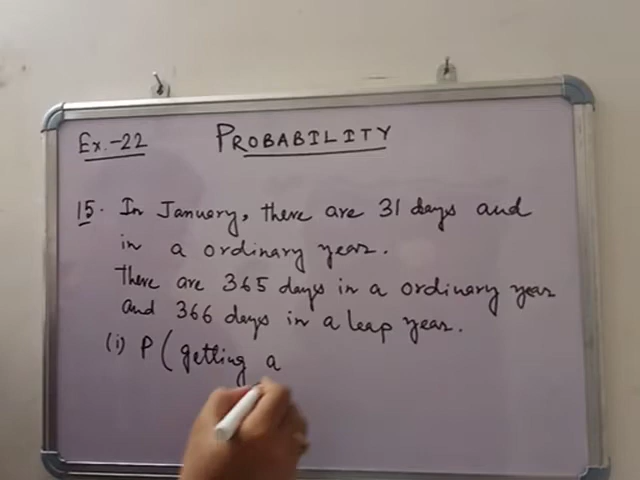 Ex.-22
PROBABILITY
15. In January, there are 31 days and
in a ordinary year.
There are 365 days in a ordinary year
and 366 days in a leap year.
(i) P (getting a